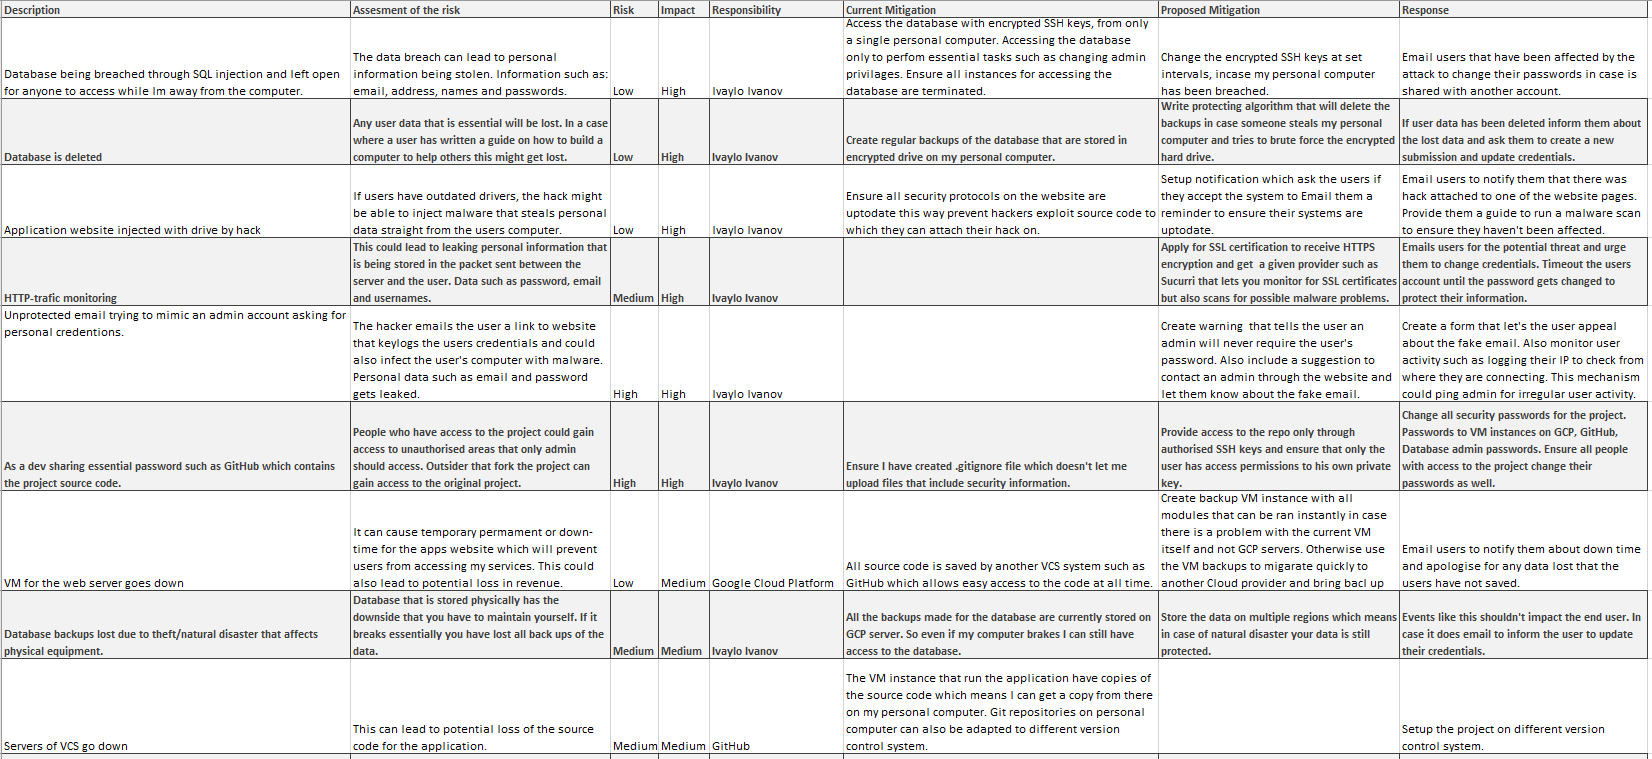 Description
Assesment of the risk
Risk
Impact
Responsibility
Current Mitigation
Proposed Mitigation
Response
Database being breached through SQL injection and left open
for anyone to access while Im away from the computer.
The data breach can lead to personal
information being stolen. Information such as:
email, address, names and passwords.
Low
High
Ivaylo Ivanov
Access the database with encrypted SSH keys, from only
a single personal computer. Accessing the database
only to perfom essential tasks such as changing admin
privilages. Ensure all instances for accessing the
database are terminated.
Change the encrypted SSH keys at set
intervals, incase my personal computer
has been breached.
Email users that have been affected by the
attack to change their passwords in case is
shared with another account.
Database is deleted
Any user data that is essential will be lost. In a case
where a user has written a guide on how to build a
computer to help others this might get lost.
Low
High
Ivaylo Ivanov
Create regular backups of the database that are stored in
encrypted drive on my personal computer.
Write protecting algorithm that will delete the
backups in case someone steals my personal
computer and tries to brute force the encrypted
hard drive.
If user data has been deleted inform them about
the lost data and ask them to create a new
submission and update credentials.
Application website injected with drive by hack
If users have outdated drivers, the hack might
be able to inject malware that steals personal
data straight from the users computer.
Low
High
Ivaylo Ivanov
Ensure all security protocols on the website are
uptodate this way prevent hackers exploit source code to
which they can attach their hack on.
Setup notification which ask the users if
they accept the system to Email them a
reminder to ensure their systems are
uptodate.
Email users to notify them that there was
hack attached to one of the website pages.
Provide them a guide to run a malware scan
to ensure they haven't been affected.
HTTP-trafic monitoring
This could lead to leaking personal information that
is being stored in the packet sent between the
server and the user. Data such as password, email
and usernames.
Medium
High
Ivaylo Ivanov
Apply for SSL certification to receive HTTPS
encryption and get  a given provider such as
Sucurri that lets you monitor for SSL certificates
but also scans for possible malware problems.
Emails users for the potential threat and urge
them to change credentials. Timeout the users
account until the password gets changed to
protect their information.
Unprotected email trying to mimic an admin account asking for
personal credentions.
The hacker emails the user a link to website
that keylogs the users credentials and could
also infect the user's computer with malware.
Personal data such as email and password
gets leaked.
High
High
Ivaylo Ivanov
Create warning  that tells the user an
admin will never require the user's
password. Also include a suggestion to
contact an admin through the website and
let them know about the fake email.
Create a form that let's the user appeal
about the fake email. Also monitor user
activity such as logging their IP to check from
where they are connecting. This mechanism
could ping admin for irregular user activity.
As a dev sharing essential password such as GitHub which contains
the project source code.
People who have access to the project could gain
access to unauthorised areas that only admin
should access. Outsider that fork the project can
gain access to the original project.
High
High
Ivaylo Ivanov
Ensure I have created .gitignore file which doesn't let me
upload files that include security information.
Provide access to the repo only through
authorised SSH keys and ensure that only the
user has access permissions to his own private
key.
Change all security passwords for the project.
Passwords to VM instances on GCP, GitHub,
Database admin passwords. Ensure all people
with access to the project change their
passwords as well.
VM for the web server goes down
It can cause temporary permament or down-
time for the apps website which will prevent
users from accessing my services. This could
also lead to potential loss in revenue.
Low
Medium
Google Cloud Platform
All source code is saved by another VCS system such as
GitHub which allows easy access to the code at all time.
Create backup VM instance with all
modules that can be ran instantly in case
there is a problem with the current VM
itself and not GCP servers. Otherwise use
the VM backups to migarate quickly to
another Cloud provider and bring bacl up
Email users to notify them about down time
and apologise for any data lost that the
users have not saved.
Database backups lost due to theft/natural disaster that affects
physical equipment.
Database that is stored physically has the
downside that you have to maintain yourself. If it
breaks essentially you have lost all back ups of the
data.
Medium
Medium
Ivaylo Ivanov
All the backups made for the database are currently stored on
GCP server. So even if my computer brakes I can still have
access to the database.
Store the data on multiple regions which means
in case of natural disaster your data is still
protected.
Events like this shouldn't impact the end user. In
case it does email to inform the user to update
their credentials.
Servers of VCS go down
This can lead to potential loss of the source
code for the application.
Medium
Medium
GitHub
The VM instance that run the application have copies of
the source code which means I can get a copy from there
on my personal computer. Git repositories on personal
computer can also be adapted to different version
control system.
Setup the project on different version
control system.